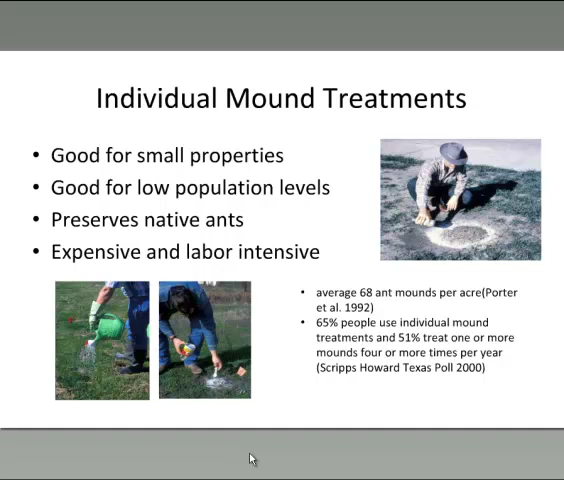 Individual Mound Treatments
• Good for small properties
• Good for low population levels
• Preserves native ants
• Expensive and labor intensive
• average 68 ant mounds per acre(Porter
et al. 1992)
• 65% people use individual mound
treatments and 51% treat one or more
mounds four or more times per year
(Scripps Howard Texas Poll 2000)